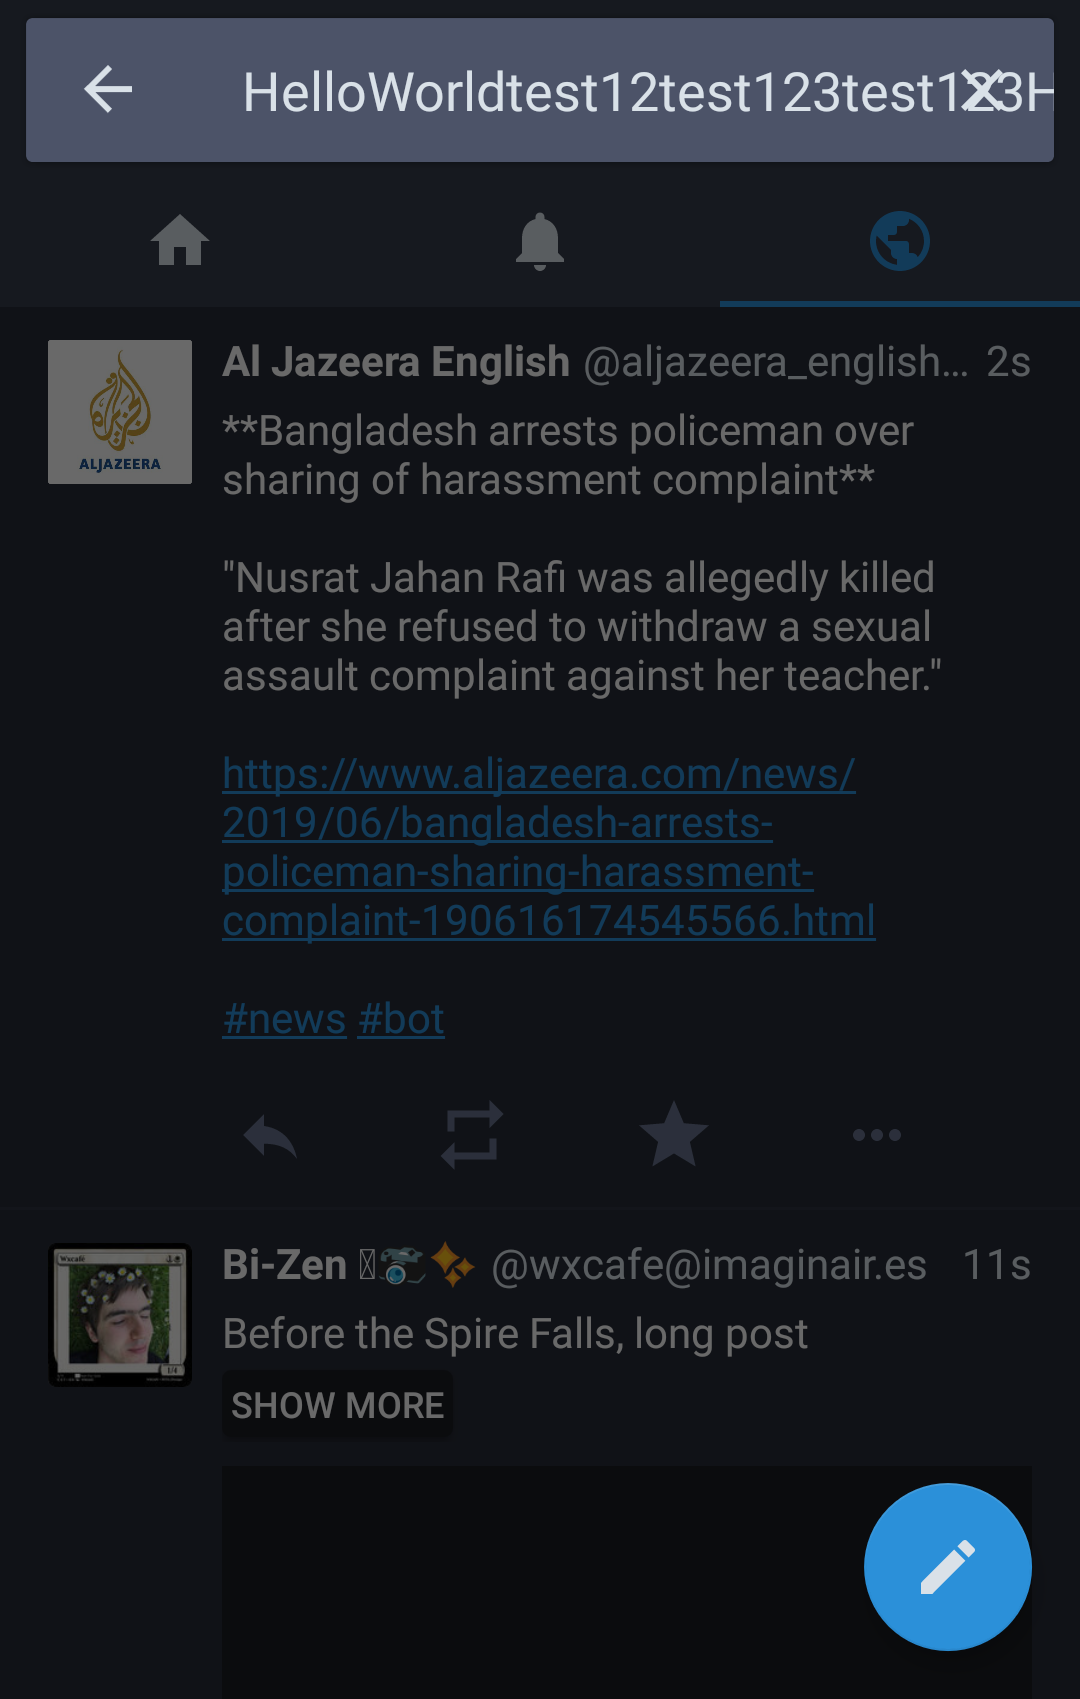 HelloWorldtest12test123test123H
Al Jazeera English @aljazeera_english… 2s
ALJAZEERA
**Bangladesh arrests policeman over
sharing of harassment complaint**
"Nusrat Jahan Rafi was allegedly killed
after she refused to withdraw a sexual
assault complaint against her teacher."
https://www.aljazeera.com/news/
2019/06/bangladesh-arrests-
policeman-sharing-harassment-
complaint-190616174545566.html
#news #bot
Bi-Zen @wxcafe@imaginair.es 11s
Wxcafé
1/4
Before the Spire Falls, long post
SHOW MORE